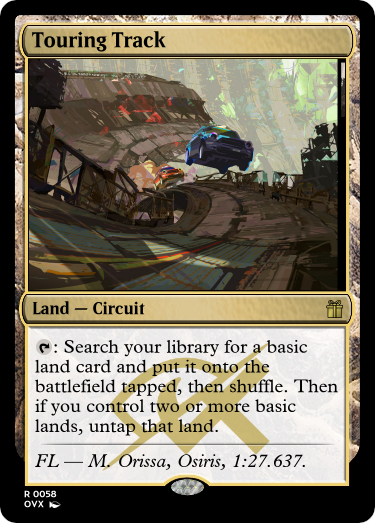 Touring Track
Land — Circuit
: Search your library for a basic
land card and put it onto the
battlefield tapped, then shuffle. Then
if you control two or more basic
lands, untap that land.
FL — M. Orissa, Osiris, 1:27.637.
R 0058
OVX